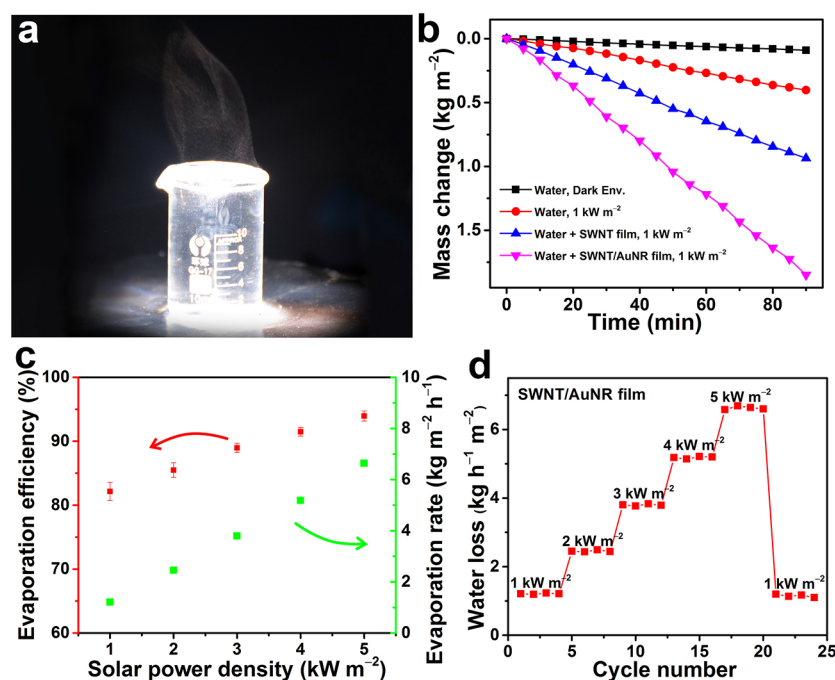 a
10
8
6
4
b
0.0
0.5
1.0
1.5
Mass change (kg m⁻²)
Water, Dark Env.
Water, 1 kW m⁻²
Water + SWNT film, 1 kW m⁻²
Water + SWNT/AuNR film, 1 kW m⁻²
0 20 40 60 80
Time (min)
c
100
90
80
70
60
Evaporation efficiency (%)
10
8
6
4
2
0
Evaporation rate (kg m⁻² h⁻¹)
1 2 3 4 5
Solar power density (kW m⁻²)
d
SWNT/AuNR film
8
6
4
2
0
Water loss (kg h⁻¹ m⁻²)
5 kW m⁻²
4 kW m⁻²
3 kW m⁻²
2 kW m⁻²
1 kW m⁻²
1 kW m⁻²
0 5 10 15 20 25
Cycle number